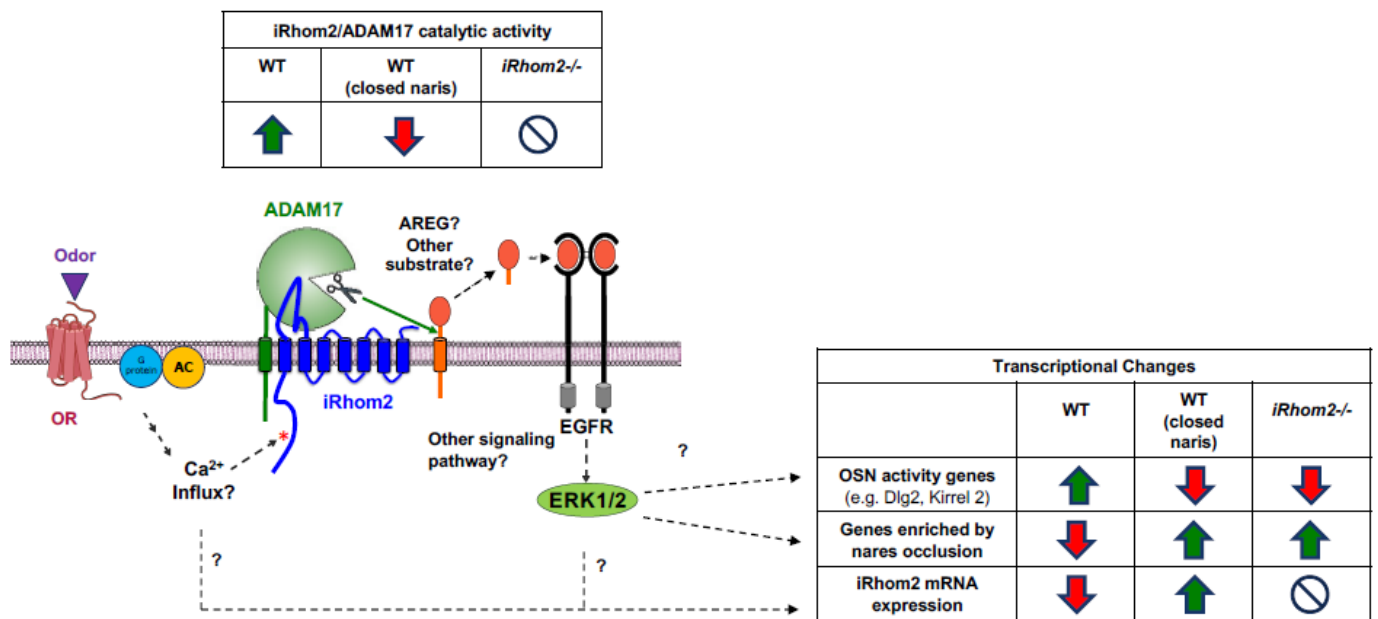 iRhom2/ADAM17 catalytic activity
WT
WT
(closed naris)
iRhom2-/-
ADAM17
AREG?
Other
substrate?
Odor
G
protein
AC
OR
iRhom2
EGFR
Other signaling
pathway?
?
Ca²⁺
Influx?
*
ERK1/2
?
?
Transcriptional Changes
WT
WT
(closed
naris)
iRhom2-/-
OSN activity genes
(e.g. Dlg2, Kirrel 2)
Genes enriched by
nares occlusion
iRhom2 mRNA
expression